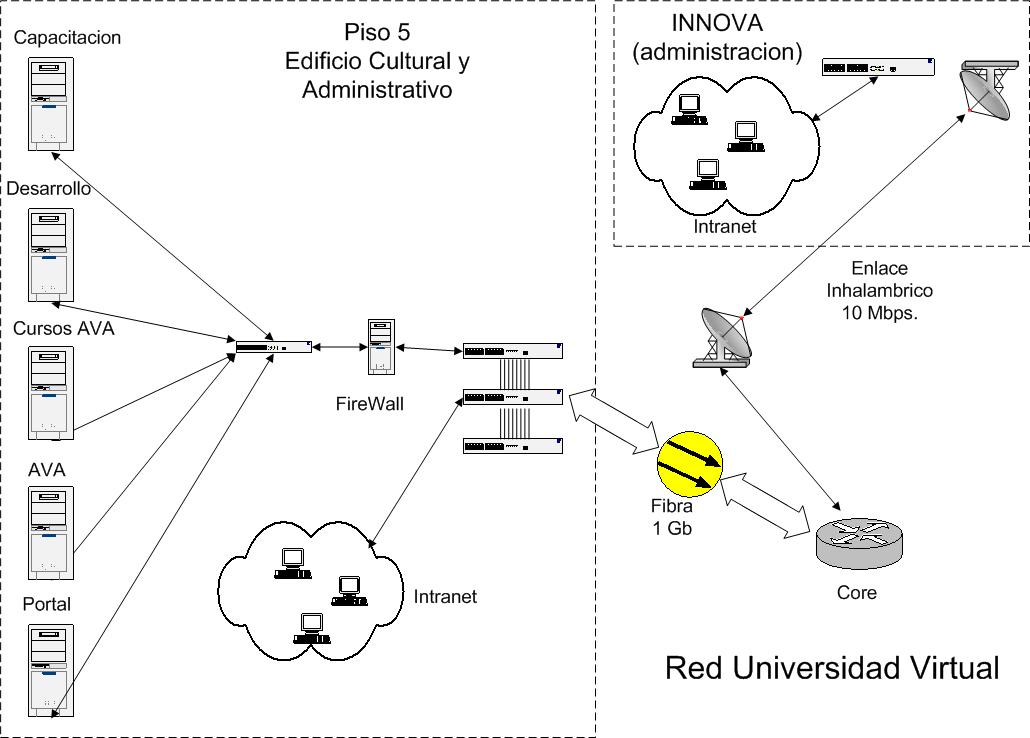 Capacitacion
Piso 5
Edificio Cultural y
Administrativo
INNOVA
(administracion)
Desarrollo
Intranet
Enlace
Inhalambrico
10 Mbps.
Cursos AVA
FireWall
AVA
Fibra
1 Gb
Core
Portal
Intranet
Red Universidad Virtual